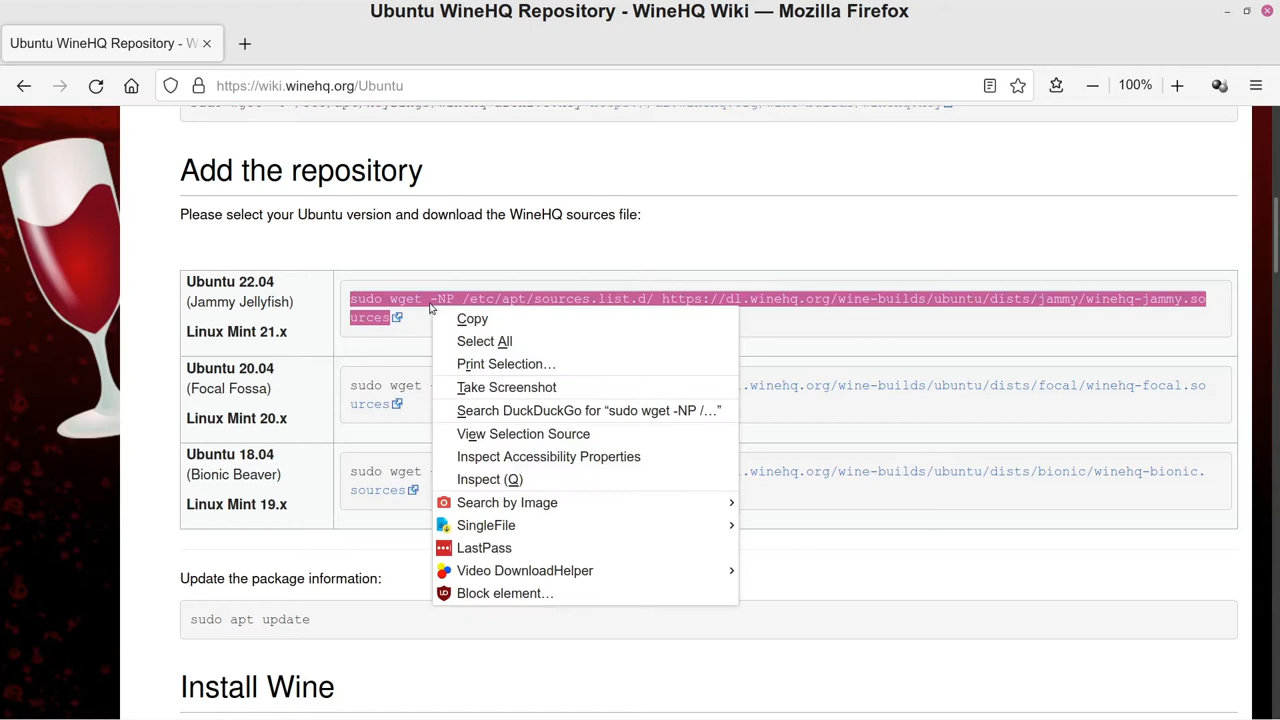 Ubuntu WineHQ Repository - WineHQ Wiki — Mozilla Firefox
Ubuntu WineHQ Repository - W
https://wiki.winehq.org/Ubuntu
100%
Add the repository
Please select your Ubuntu version and download the WineHQ sources file:
Ubuntu 22.04
(Jammy Jellyfish)
Linux Mint 21.x
sudo wget -NP /etc/apt/sources.list.d/ https://dl.winehq.org/wine-builds/ubuntu/dists/jammy/winehq-jammy.so
urces
Ubuntu 20.04
(Focal Fossa)
Linux Mint 20.x
sudo wget - l.winehq.org/wine-builds/ubuntu/dists/focal/winehq-focal.so
urces
Ubuntu 18.04
(Bionic Beaver)
Linux Mint 19.x
sudo wget - l.winehq.org/wine-builds/ubuntu/dists/bionic/winehq-bionic.
sources
Copy
Select All
Print Selection…
Take Screenshot
Search DuckDuckGo for “sudo wget -NP /…”
View Selection Source
Inspect Accessibility Properties
Inspect (Q)
Search by Image
SingleFile
LastPass
Video DownloadHelper
Block element…
Update the package information:
sudo apt update
Install Wine